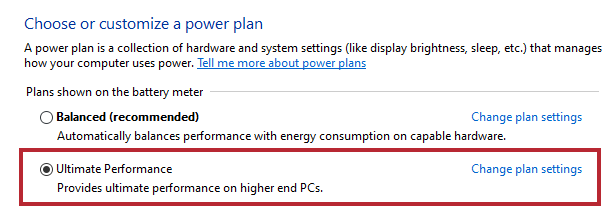 Choose or customize a power plan
A power plan is a collection of hardware and system settings (like display brightness, sleep, etc.) that manages
how your computer uses power. Tell me more about power plans
Plans shown on the battery meter
Balanced (recommended) Change plan settings
Automatically balances performance with energy consumption on capable hardware.
Ultimate Performance Change plan settings
Provides ultimate performance on higher end PCs.